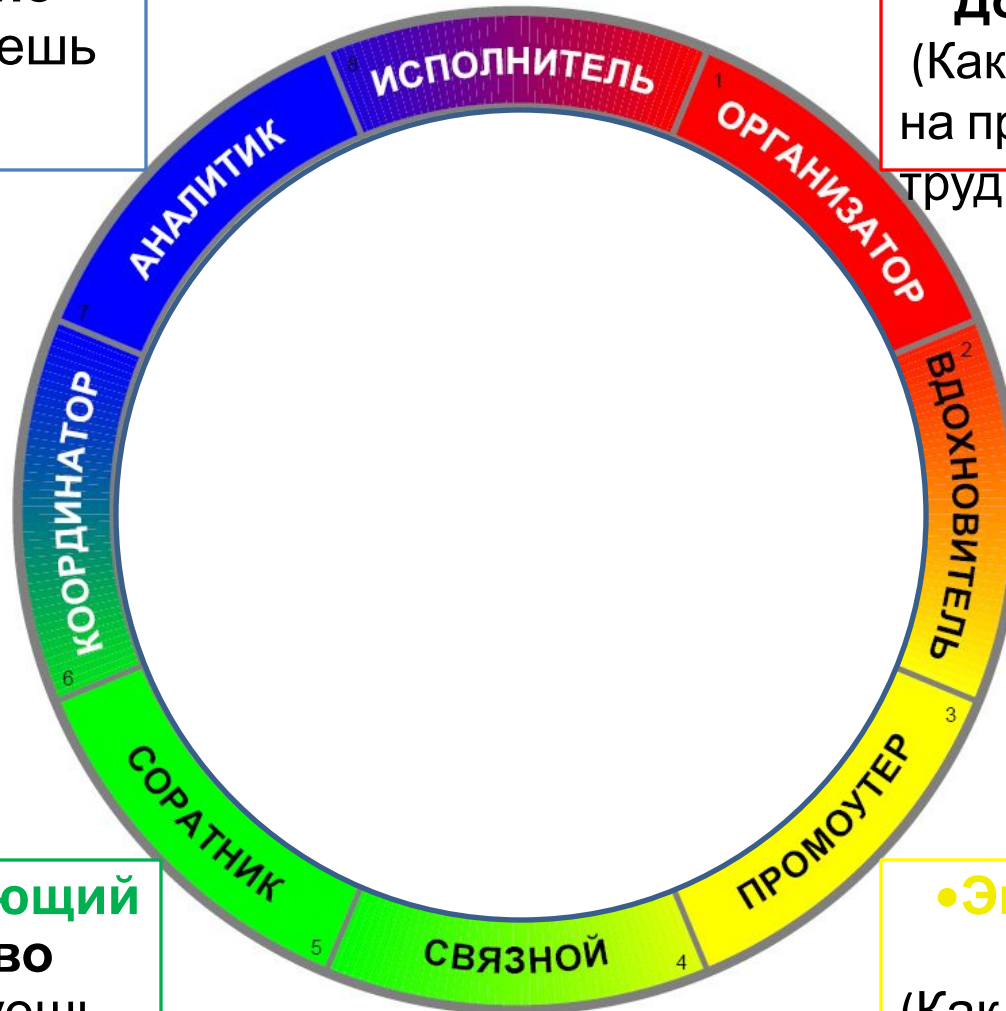 ешь
(Как
на пр
труд
8
ИСПОЛНИТЕЛЬ
1
ОРГАНИЗАТОР
2
ВДОХНОВИТЕЛЬ
3
ПРОМОУТЕР
4
СВЯЗНОЙ
5
СОРАТНИК
6
КООРДИНАТОР
7
АНАЛИТИК
ющий
во
•Э
(Как